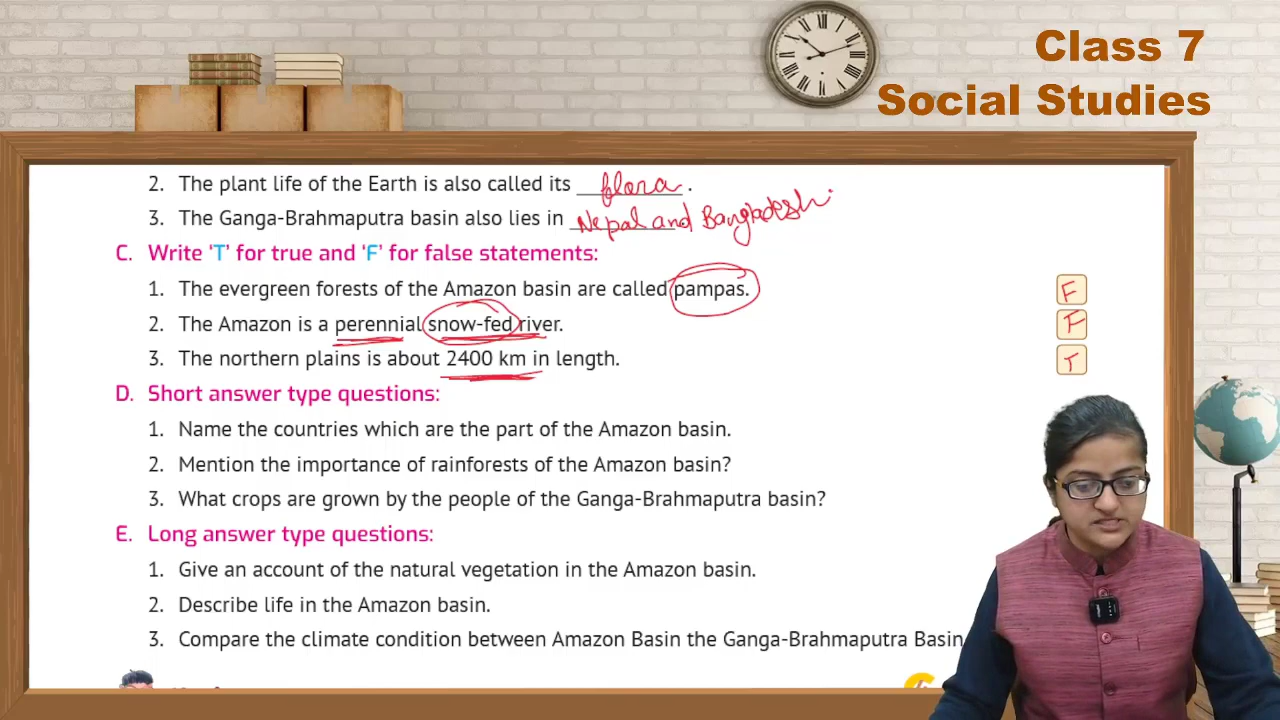 Class 7
Social Studies
2. The plant life of the Earth is also called its flora.
3. The Ganga-Brahmaputra basin also lies in Nepal and Bangladesh.
C. Write ‘T’ for true and ‘F’ for false statements:
1. The evergreen forests of the Amazon basin are called pampas. F
2. The Amazon is a perennial snow-fed river. F
3. The northern plains is about 2400 km in length. T
D. Short answer type questions:
1. Name the countries which are the part of the Amazon basin.
2. Mention the importance of rainforests of the Amazon basin?
3. What crops are grown by the people of the Ganga-Brahmaputra basin?
E. Long answer type questions:
1. Give an account of the natural vegetation in the Amazon basin.
2. Describe life in the Amazon basin.
3. Compare the climate condition between Amazon Basin the Ganga-Brahmaputra Basin